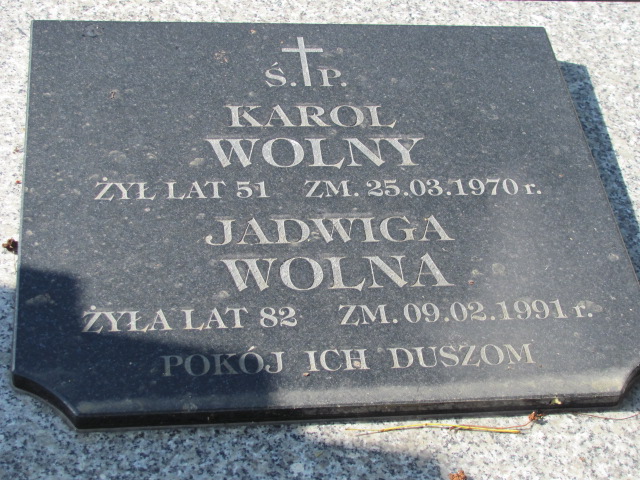 Ś. P.
KAROL
WOLNY
ŻYŁ LAT 51 ZM. 25.03.1970 r.
JADWIGA
WOLNA
ŻYŁA LAT 82 ZM. 09.02.1991 r.
POKÓJ ICH DUSZOM